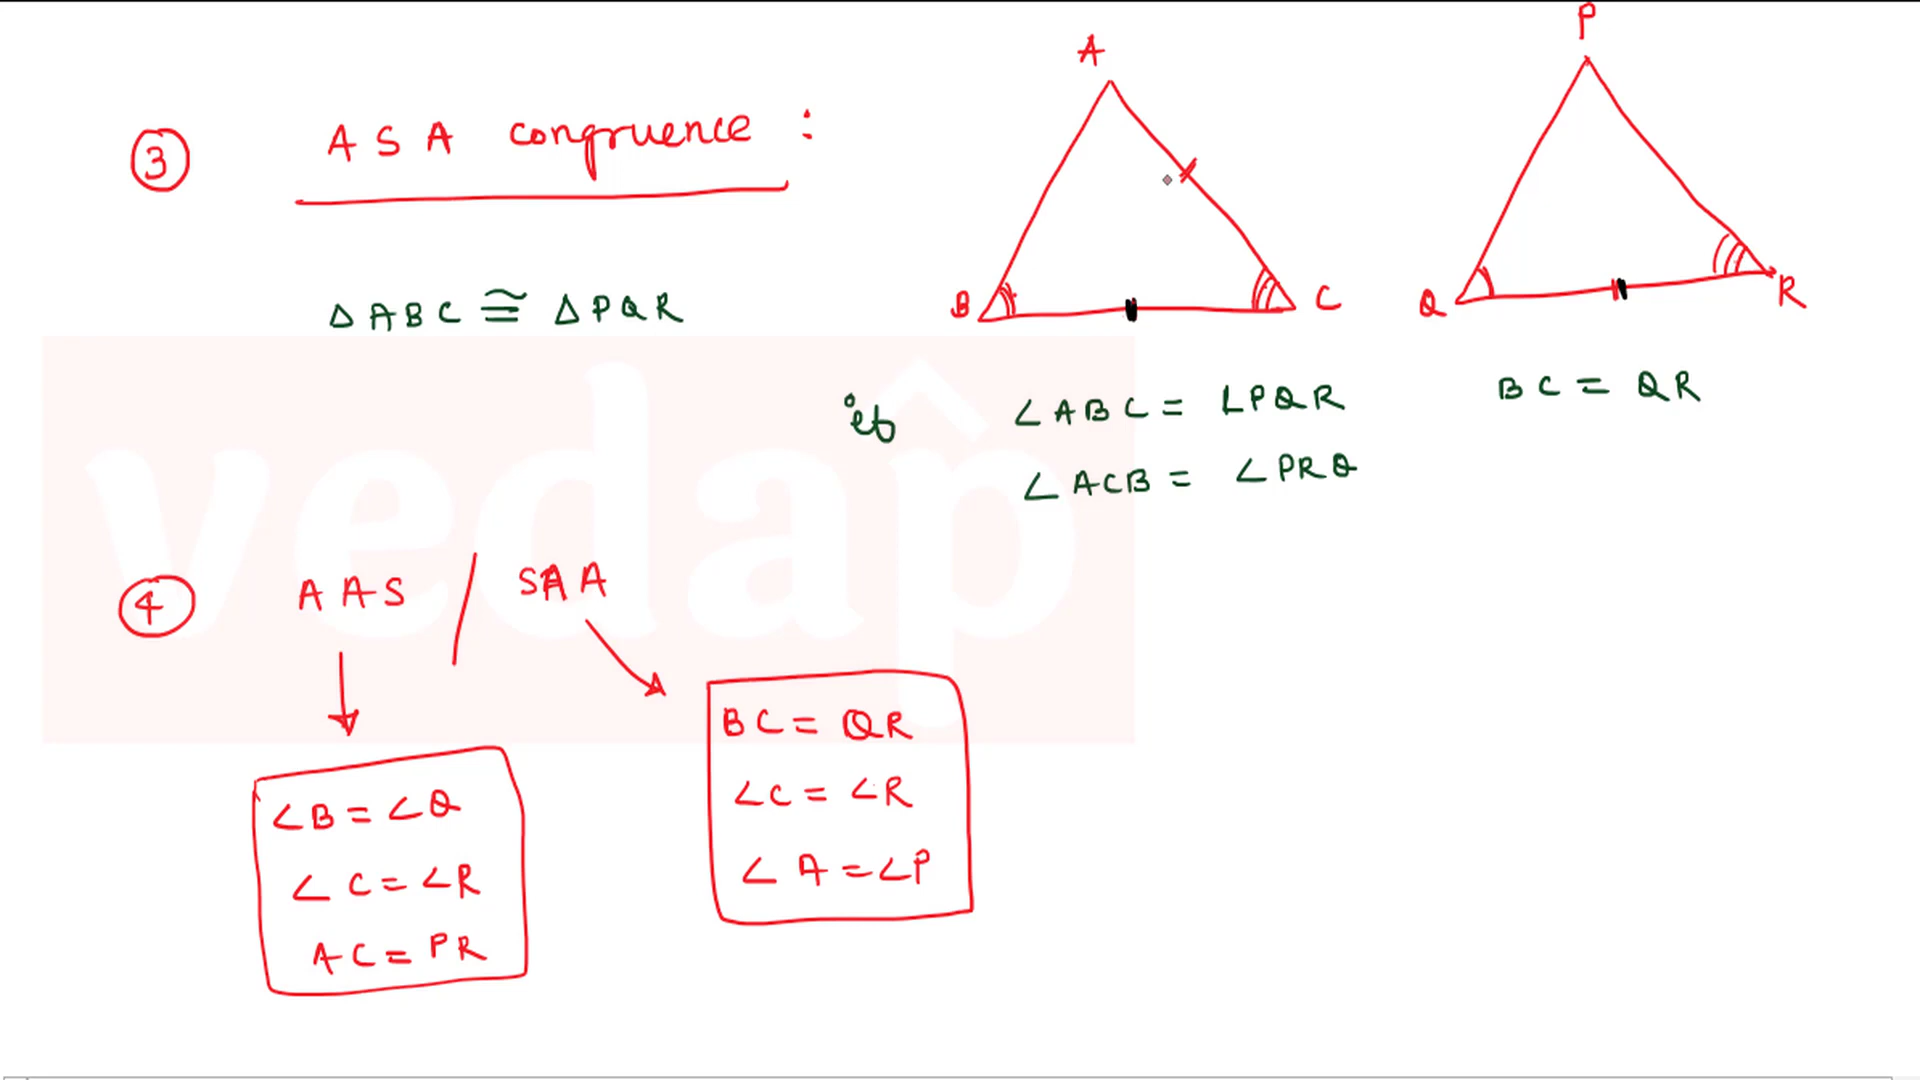 ③ ASA congruence :
A
P
B
C
Q
R
△ABC ≅ △PQR
if ∠ABC = ∠PQR BC = QR
∠ACB = ∠PRQ
④ AAS / SAA
∠B = ∠Q
∠C = ∠R
AC = PR
BC = QR
∠C = ∠R
∠A = ∠P
vedap